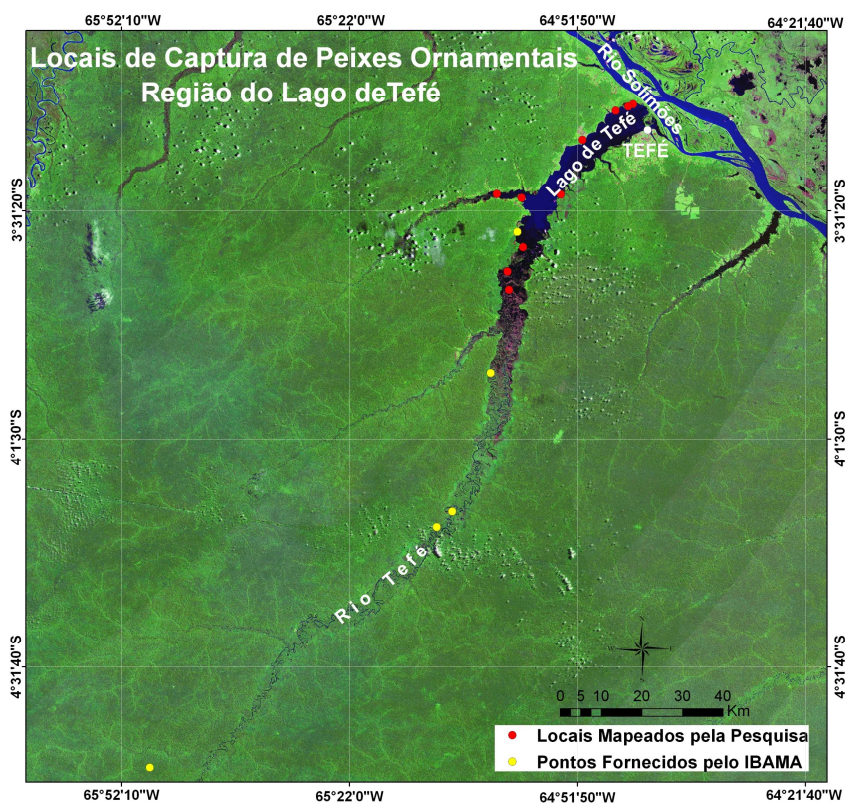 65°52'10"W 65°22'0"W 64°51'50"W 64°21'40"W
Locais de Captura de Peixes Ornamentais
Região do Lago deTefé
Rio Solimões
Lago de Tefé
TEFÉ
3°31'20"S 3°31'20"S
4°1'30"S 4°1'30"S
Rio Tefé
4°31'40"S 4°31'40"S
N
0 5 10 20 30 40
Km
Locais Mapeados pela Pesquisa
Pontos Fornecidos pelo IBAMA
65°52'10"W 65°22'0"W 64°51'50"W 64°21'40"W